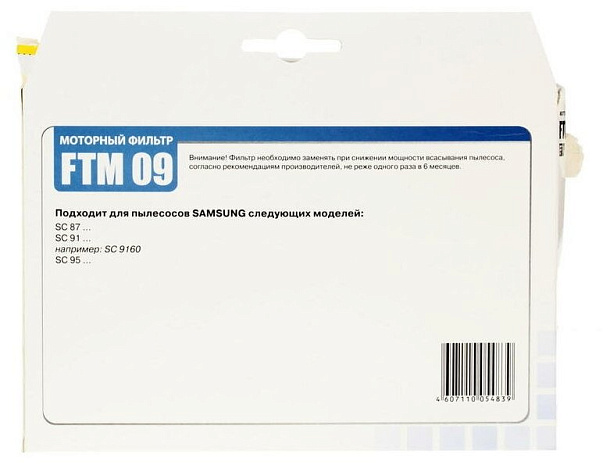 МОТОРНЫЙ ФИЛЬТР
FTM 09
Внимание! Фильтр необходимо заменять при снижении мощности всасывания пылесоса,
согласно рекомендациям производителей, не реже одного раза в 6 месяцев.
Подходит для пылесосов SAMSUNG следующих моделей:
SC 87 ...
SC 91 ...
например: SC 9160
SC 95 ...
4 607110 054839